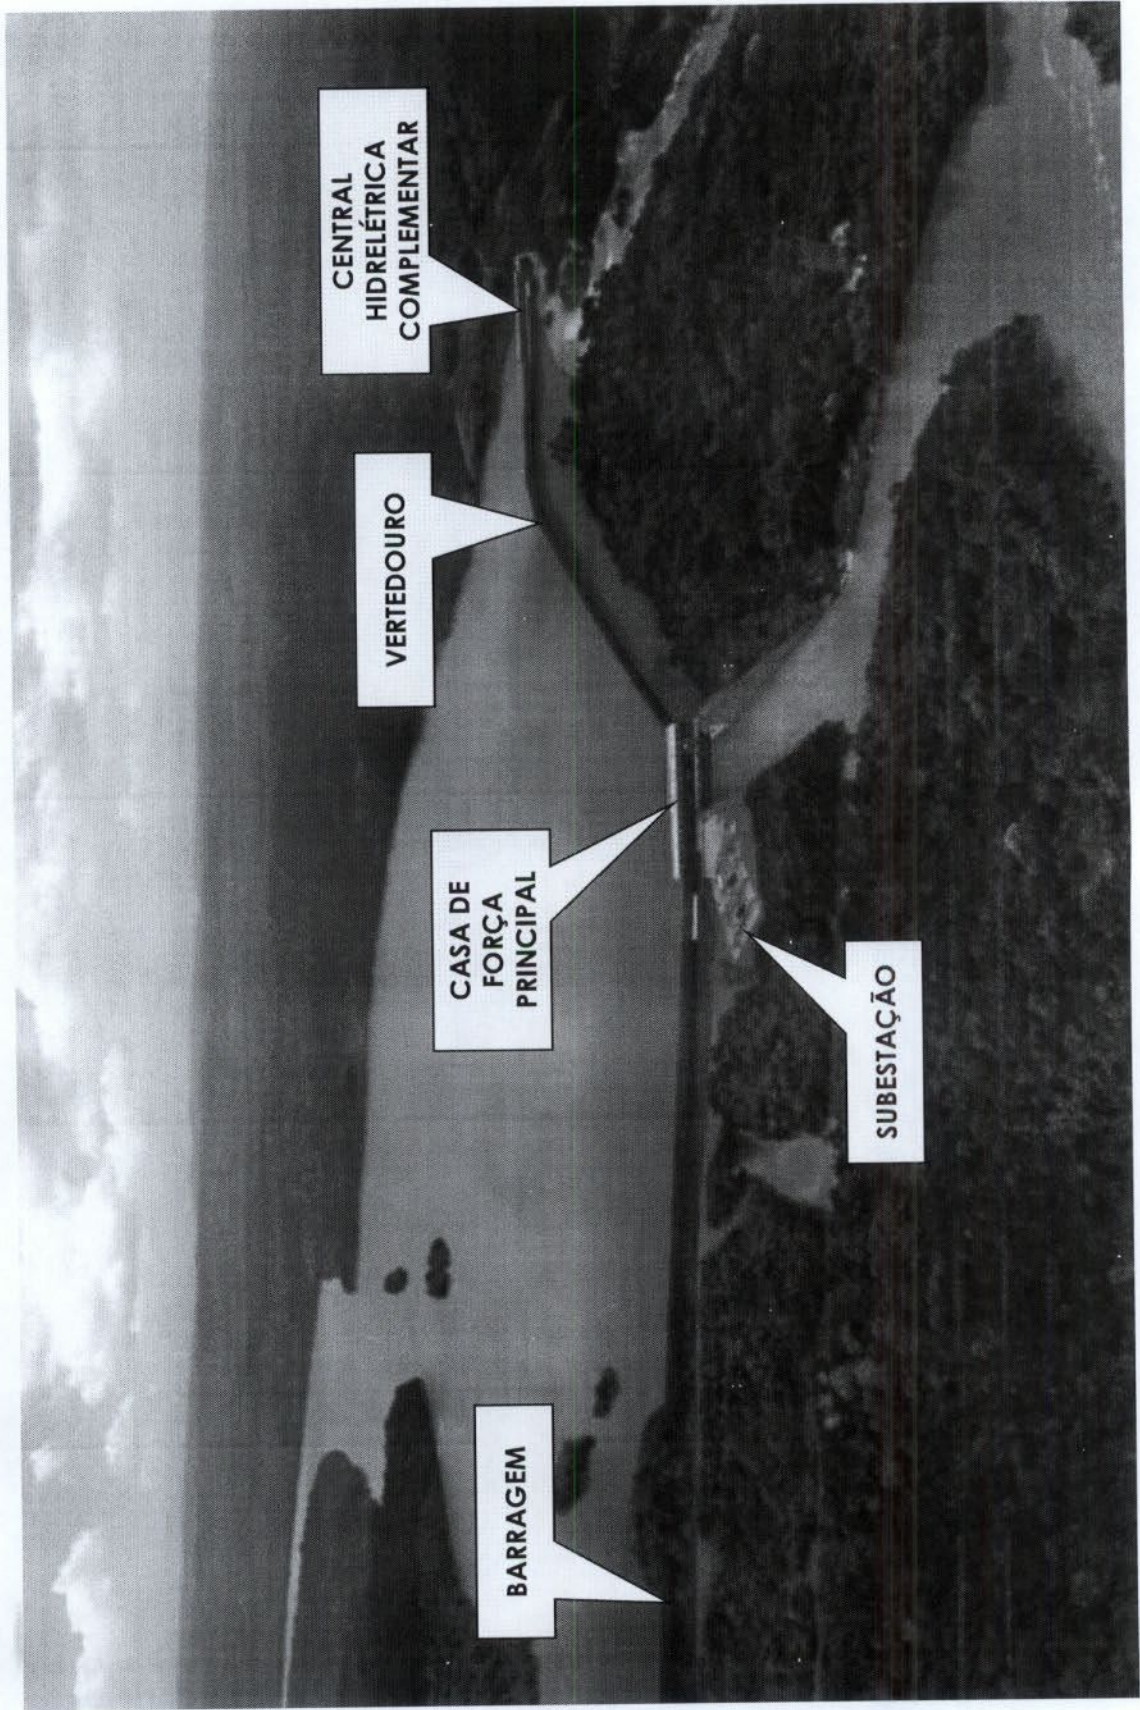 CENTRAL
HIDRELÉTRICA
COMPLEMENTAR
VERTEDOURO
CASA DE
FORÇA
PRINCIPAL
SUBESTAÇÃO
BARRAGEM